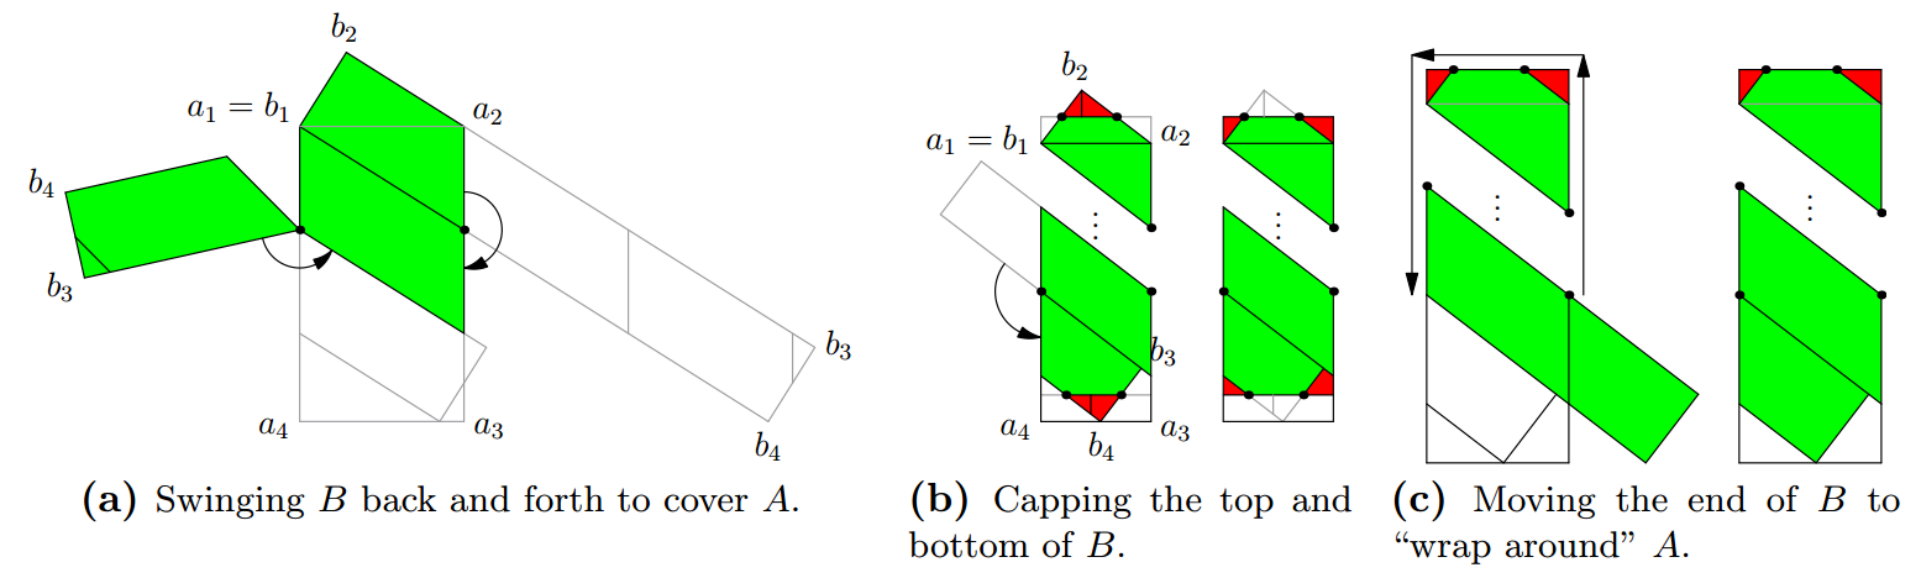 b₂
a₁ = b₁
a₂
b₄
b₃
b₃
a₄
a₃
b₄
(a) Swinging B back and forth to cover A.
b₂
a₁ = b₁
a₂
⋮
⋮
b₃
a₄
b₄
a₃
(b) Capping the top and
bottom of B.
⋮
⋮
(c) Moving the end of B to
“wrap around” A.